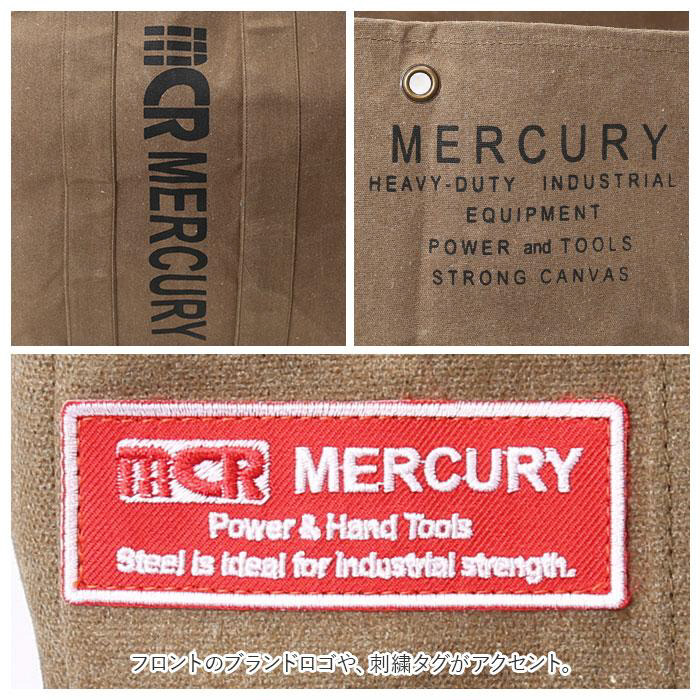 MCR MERCURY
MERCURY
HEAVY-DUTY INDUSTRIAL
EQUIPMENT
POWER and TOOLS
STRONG CANVAS
MCR MERCURY
Power & Hand Tools
Steel is ideal for industrial strength.
フロントのブランドロゴや、刺繍タグがアクセント。